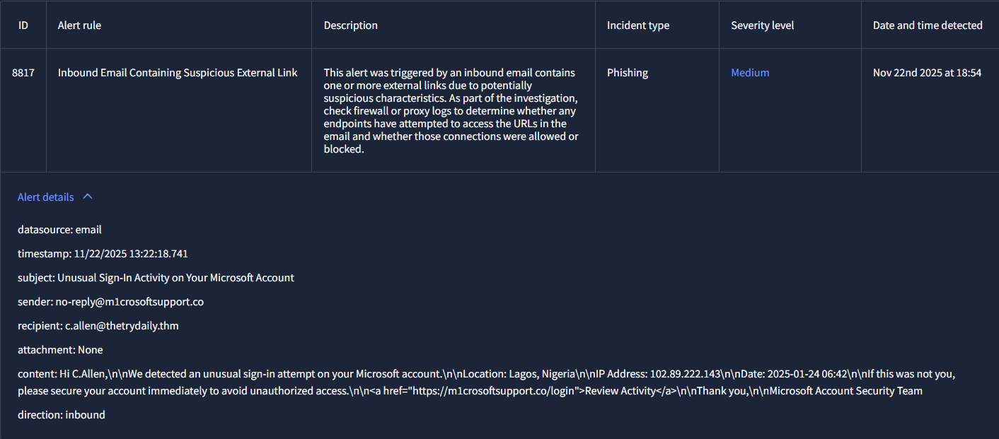 ID Alert rule Description Incident type Severity level Date and time detected
8817 Inbound Email Containing Suspicious External Link
This alert was triggered by an inbound email contains
one or more external links due to potentially
suspicious characteristics. As part of the investigation,
check firewall or proxy logs to determine whether any
endpoints have attempted to access the URLs in the
email and whether those connections were allowed or
blocked.
Phishing
Medium
Nov 22nd 2025 at 18:54
Alert details
datasource: email
timestamp: 11/22/2025 13:22:18.741
subject: Unusual Sign-In Activity on Your Microsoft Account
sender: no-reply@m1crosoftsupport.co
recipient: c.allen@thetrydaily.thm
attachment: None
content: Hi C.Allen,\n\nWe detected an unusual sign-in attempt on your Microsoft account.\n\nLocation: Lagos, Nigeria\n\nIP Address: 102.89.222.143\n\nDate: 2025-01-24 06:42\n\nIf this was not you,
please secure your account immediately to avoid unauthorized access.\n\n<a href="https://m1crosoftsupport.co/login">Review Activity</a>\n\nThank you,\n\nMicrosoft Account Security Team
direction: inbound